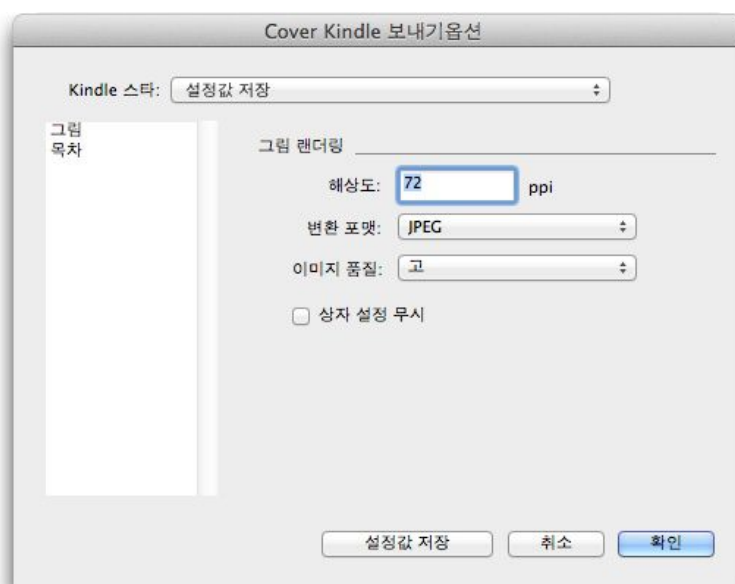 Cover Kindle 보내기옵션
Kindle 스타: 설정값 저장
그림
목차
그림 랜더링
해상도: 72 ppi
변환 포맷: JPEG
이미지 품질: 고
상자 설정 무시
설정값 저장 취소 확인